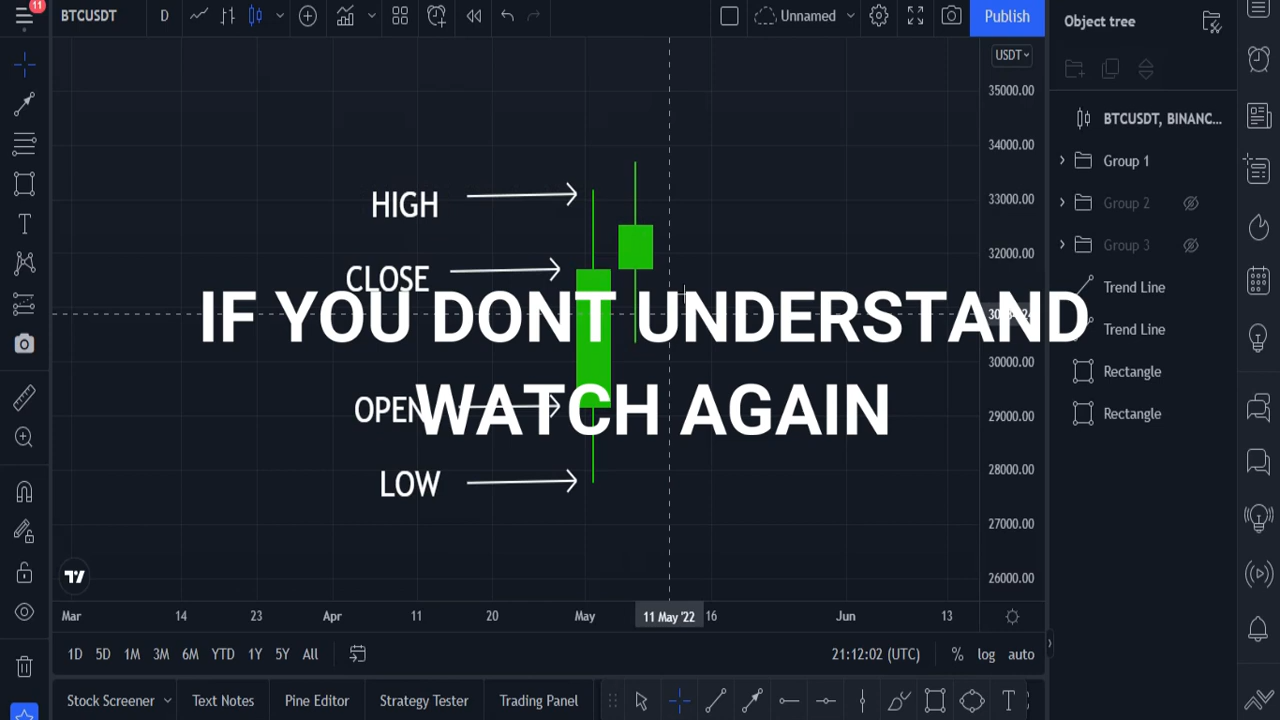 11
BTCUSDT
D
Unnamed
Publish
Object tree
USDT
35000.00
34000.00
33000.00
32000.00
30000.00
29000.00
28000.00
27000.00
26000.00
HIGH
CLOSE
OPEN
LOW
IF YOU DONT UNDERSTAND
WATCH AGAIN
BTCUSDT, BINANC...
Group 1
Group 2
Group 3
Trend Line
Trend Line
Rectangle
Rectangle
Mar
14
23
Apr
11
20
May
11 May '22
16
Jun
13
1D 5D 1M 3M 6M YTD 1Y 5Y All
21:12:02 (UTC)
% log auto
Stock Screener
Text Notes
Pine Editor
Strategy Tester
Trading Panel